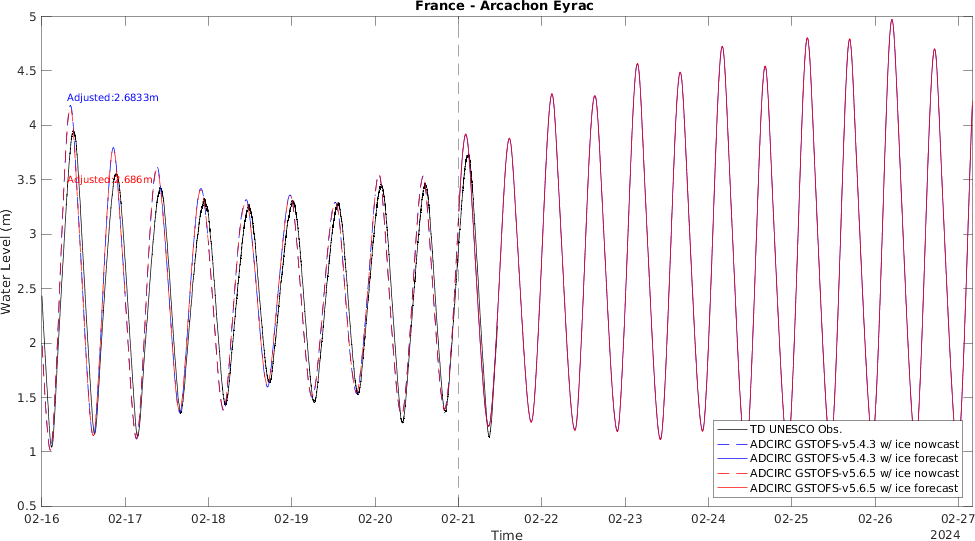 France - Arcachon Eyrac
5
4.5
4
3.5
3
2.5
2
1.5
1
0.5
Water Level (m)
Adjusted:2.6833m
TD UNESCO Obs.
ADCIRC GSTOFS-v5.4.3 w/ ice nowcast
ADCIRC GSTOFS-v5.4.3 w/ ice forecast
ADCIRC GSTOFS-v5.6.5 w/ ice nowcast
ADCIRC GSTOFS-v5.6.5 w/ ice forecast
02-16 02-17 02-18 02-19 02-20 02-21 02-22 02-23 02-24 02-25 02-26 02-27
Time
2024